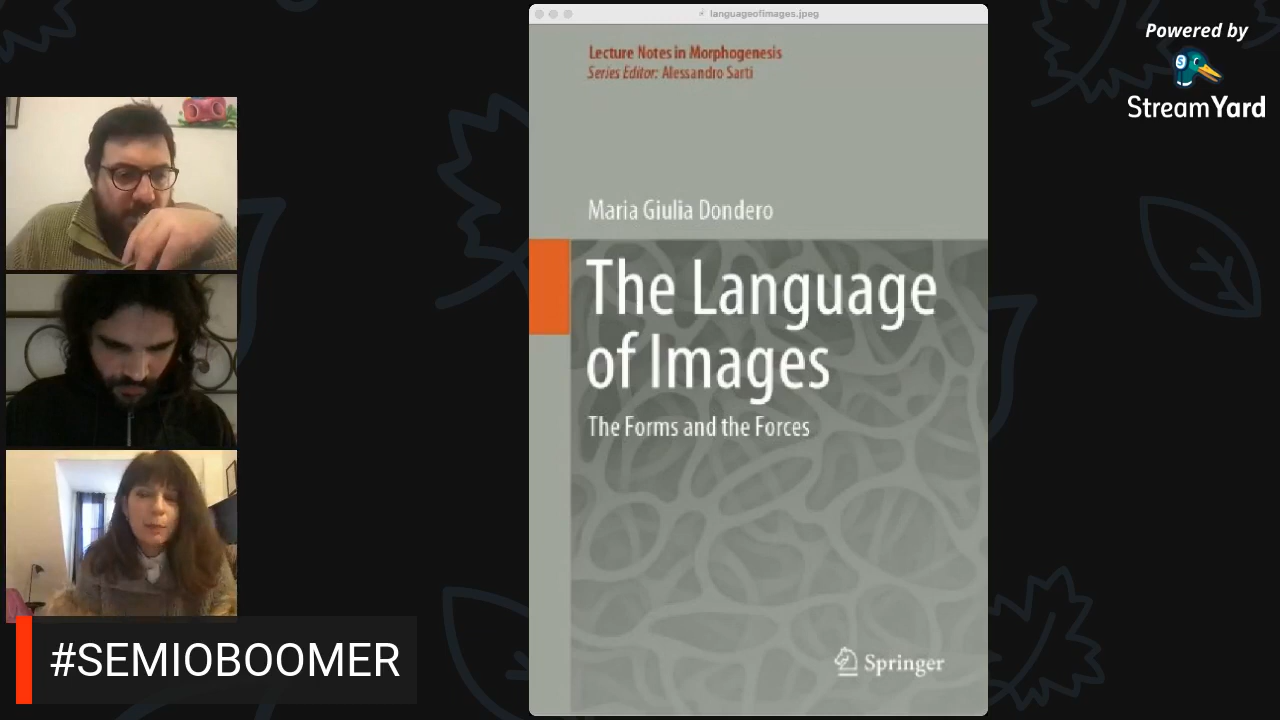 languageofimages.jpeg
Powered by
StreamYard
Lecture Notes in Morphogenesis
Series Editor: Alessandro Sarti
Maria Giulia Dondero
The Language
of Images
The Forms and the Forces
Springer
#SEMIOBOOMER